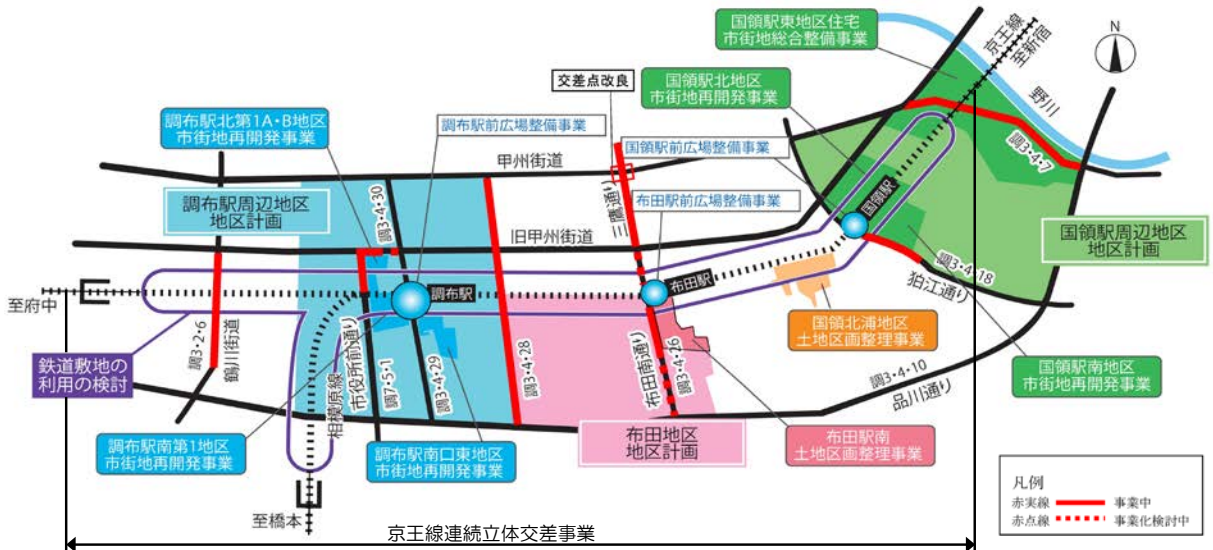 国領駅東地区住宅
市街地総合整備事業
京王線
至新宿
N
交差点改良
国領駅北地区
市街地再開発事業
野川
調布駅北第1A・B地区
市街地再開発事業
調布駅前広場整備事業
国領駅前広場整備事業
調3・4・7
甲州街道
布田駅前広場整備事業
調布駅周辺地区
地区計画
調3・4・30
三鷹通り
国領駅
国領駅周辺地区
地区計画
旧甲州街道
調3・4・18
狛江通り
至府中
調布駅
布田駅
国領北浦地区
土地区画整理事業
鉄道敷地の
利用の検討
調3・2・6
鶴川街道
相模原線
市役所前通り
調7・5・1
調3・4・29
調3・4・28
布田南通り
調3・4・26
調3・4・10
品川通り
国領駅南地区
市街地再開発事業
調布駅南第1地区
市街地再開発事業
調布駅南口東地区
市街地再開発事業
布田地区
地区計画
布田駅南
土地区画整理事業
至橋本
京王線連続立体交差事業
凡例
赤実線 事業中
赤点線 事業化検討中